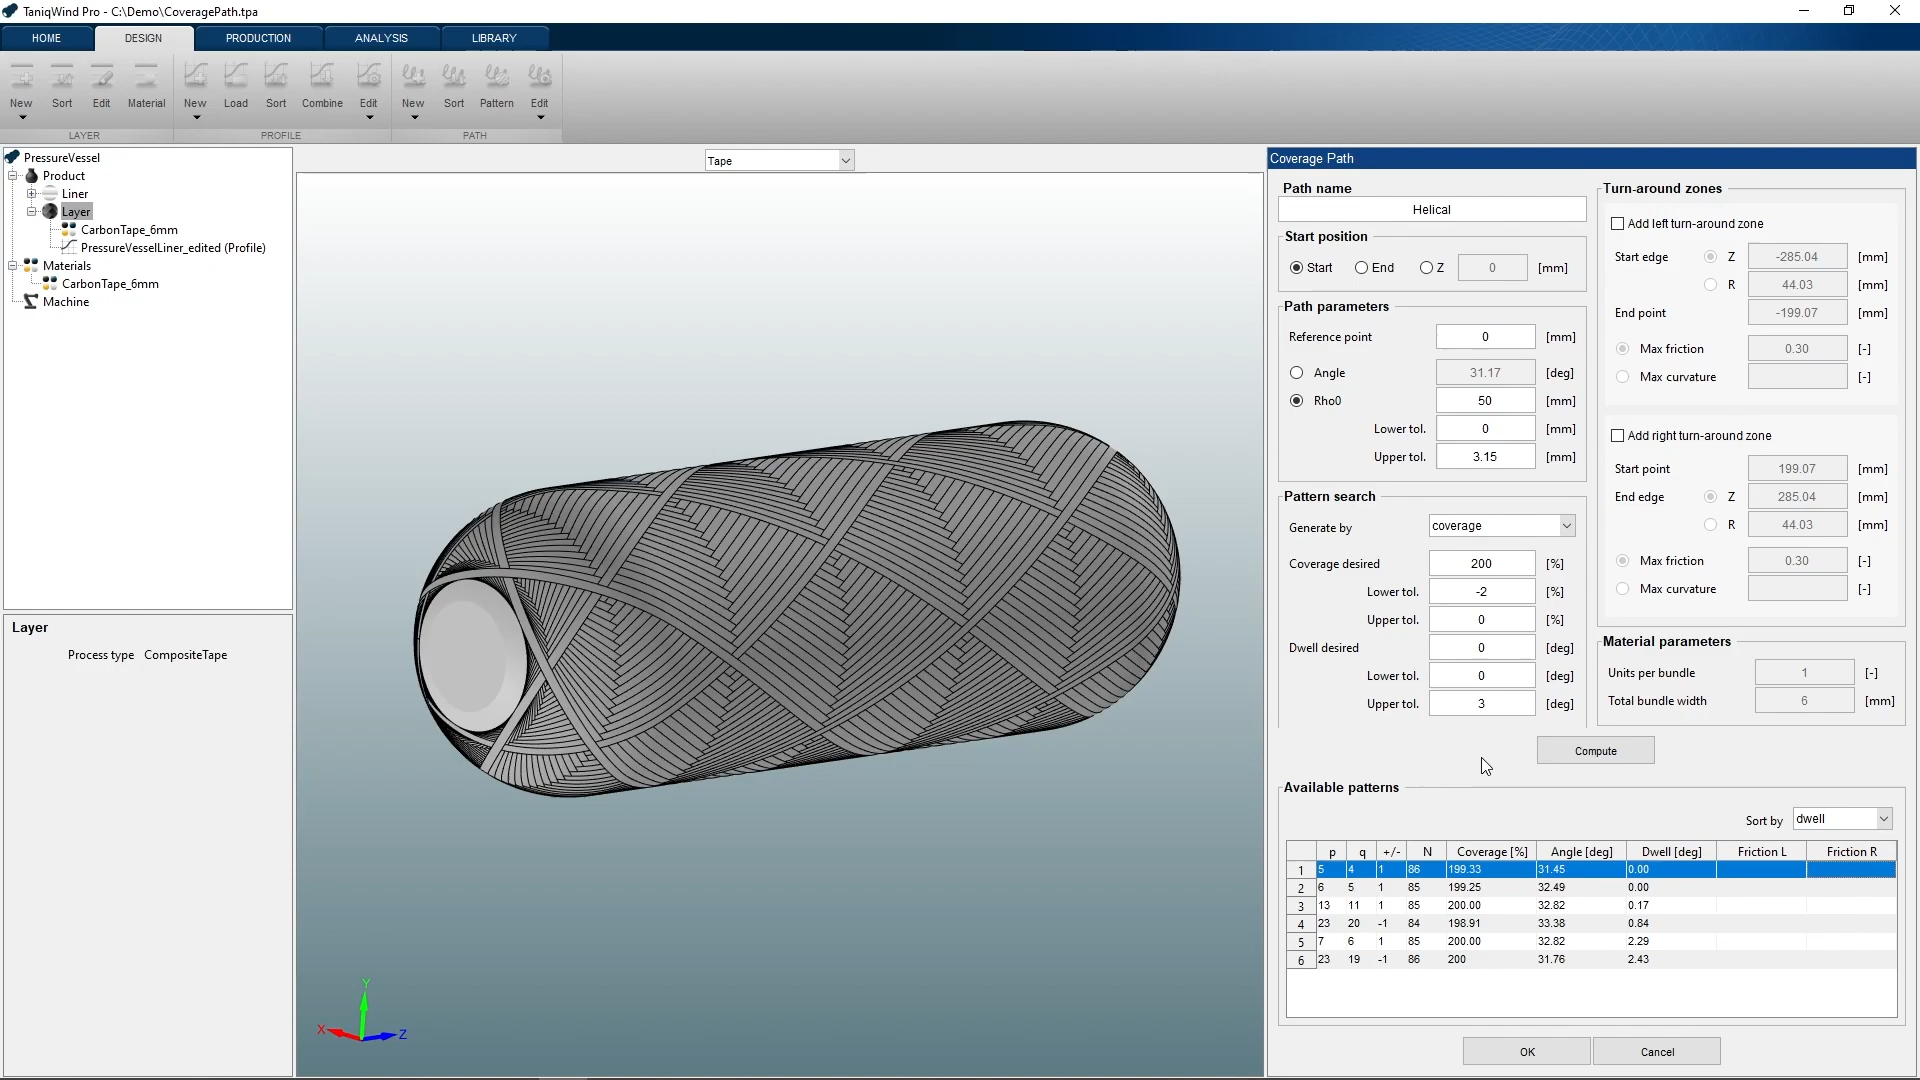 TaniqWind Pro - C:\Demo\CoveragePath.tpa
HOME DESIGN PRODUCTION ANALYSIS LIBRARY
New Sort Edit Material New Load Sort Combine Edit New Sort Pattern Edit
LAYER PROFILE PATH
PressureVessel
Product
Liner
Layer
CarbonTape_6mm
PressureVesselLiner_edited (Profile)
Materials
CarbonTape_6mm
Machine
Layer
Process type CompositeTape
Tape
Y
X
Z
Coverage Path
Path name
Helical
Start position
Start End Z 0 [mm]
Path parameters
Reference point 0 [mm]
Angle 31.17 [deg]
Rho0 50 [mm]
Lower tol. 0 [mm]
Upper tol. 3.15 [mm]
Pattern search
Generate by coverage
Coverage desired 200 [%]
Lower tol. -2 [%]
Upper tol. 0 [%]
Dwell desired 0 [deg]
Lower tol. 0 [deg]
Upper tol. 3 [deg]
Turn-around zones
Add left turn-around zone
Start edge Z -285.04 [mm]
R 44.03 [mm]
End point -199.07 [mm]
Max friction 0.30 [-]
Max curvature [-]
Add right turn-around zone
Start point 199.07 [mm]
End edge Z 285.04 [mm]
R 44.03 [mm]
Max friction 0.30 [-]
Max curvature [-]
Material parameters
Units per bundle 1 [-]
Total bundle width 6 [mm]
Compute
Available patterns
Sort by dwell
p q +/- N Coverage [%] Angle [deg] Dwell [deg] Friction L Friction R
1 5 4 1 86 199.33 31.45 0.00
2 6 5 1 85 199.25 32.49 0.00
3 13 11 1 85 200.00 32.82 0.17
4 23 20 -1 84 198.91 33.38 0.84
5 7 6 1 85 200.00 32.82 2.29
6 23 19 -1 86 200 31.76 2.43
OK Cancel